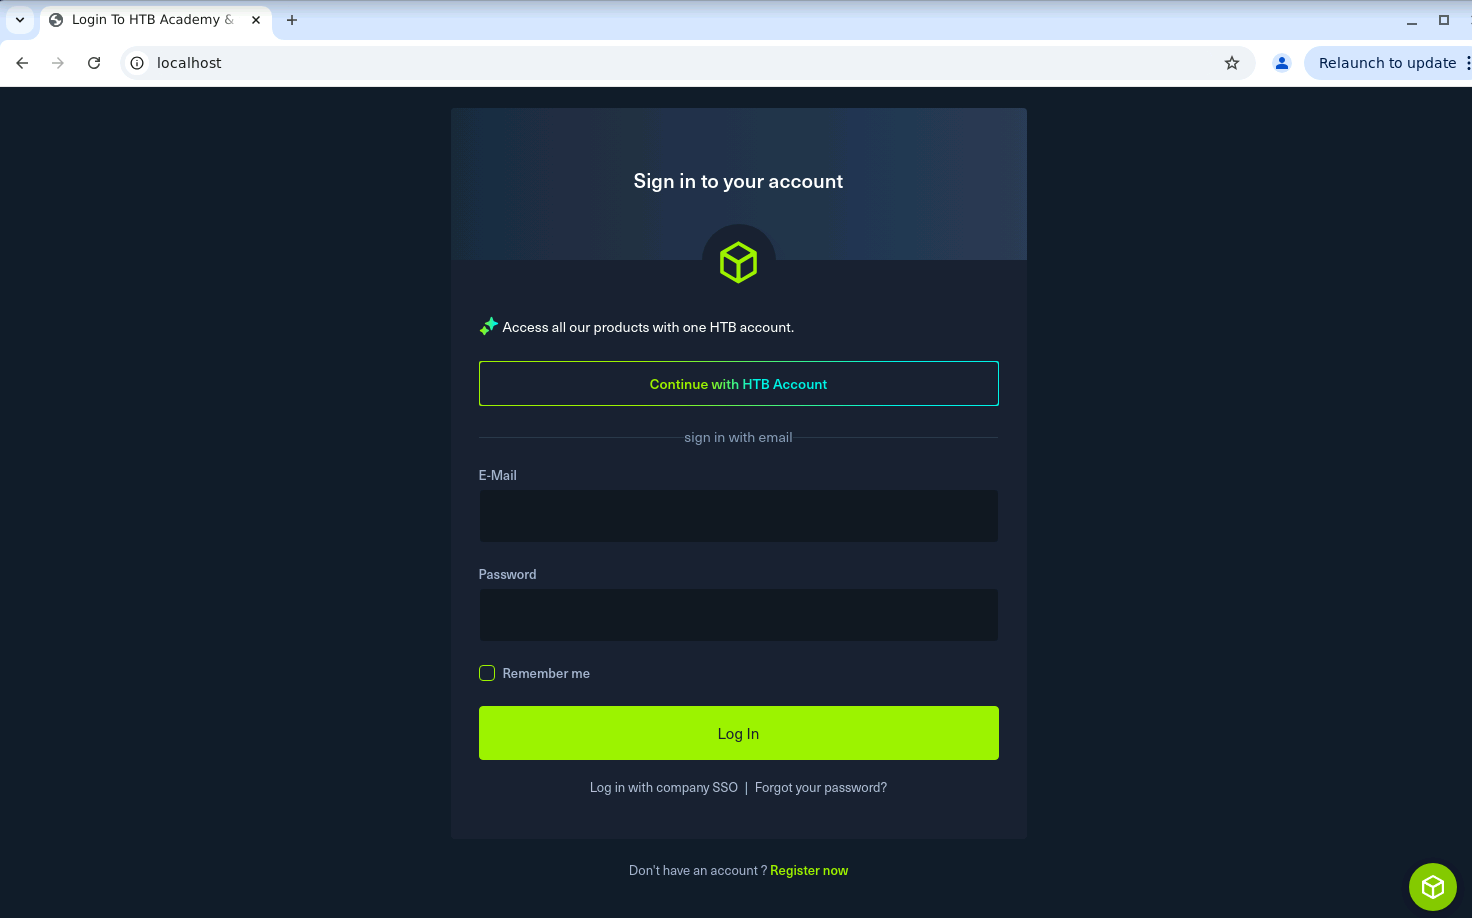 Login To HTB Academy &
localhost
Relaunch to update
Sign in to your account
Access all our products with one HTB account.
Continue with HTB Account
sign in with email
E-Mail
Password
Remember me
Log In
Log in with company SSO | Forgot your password?
Don't have an account ? Register now